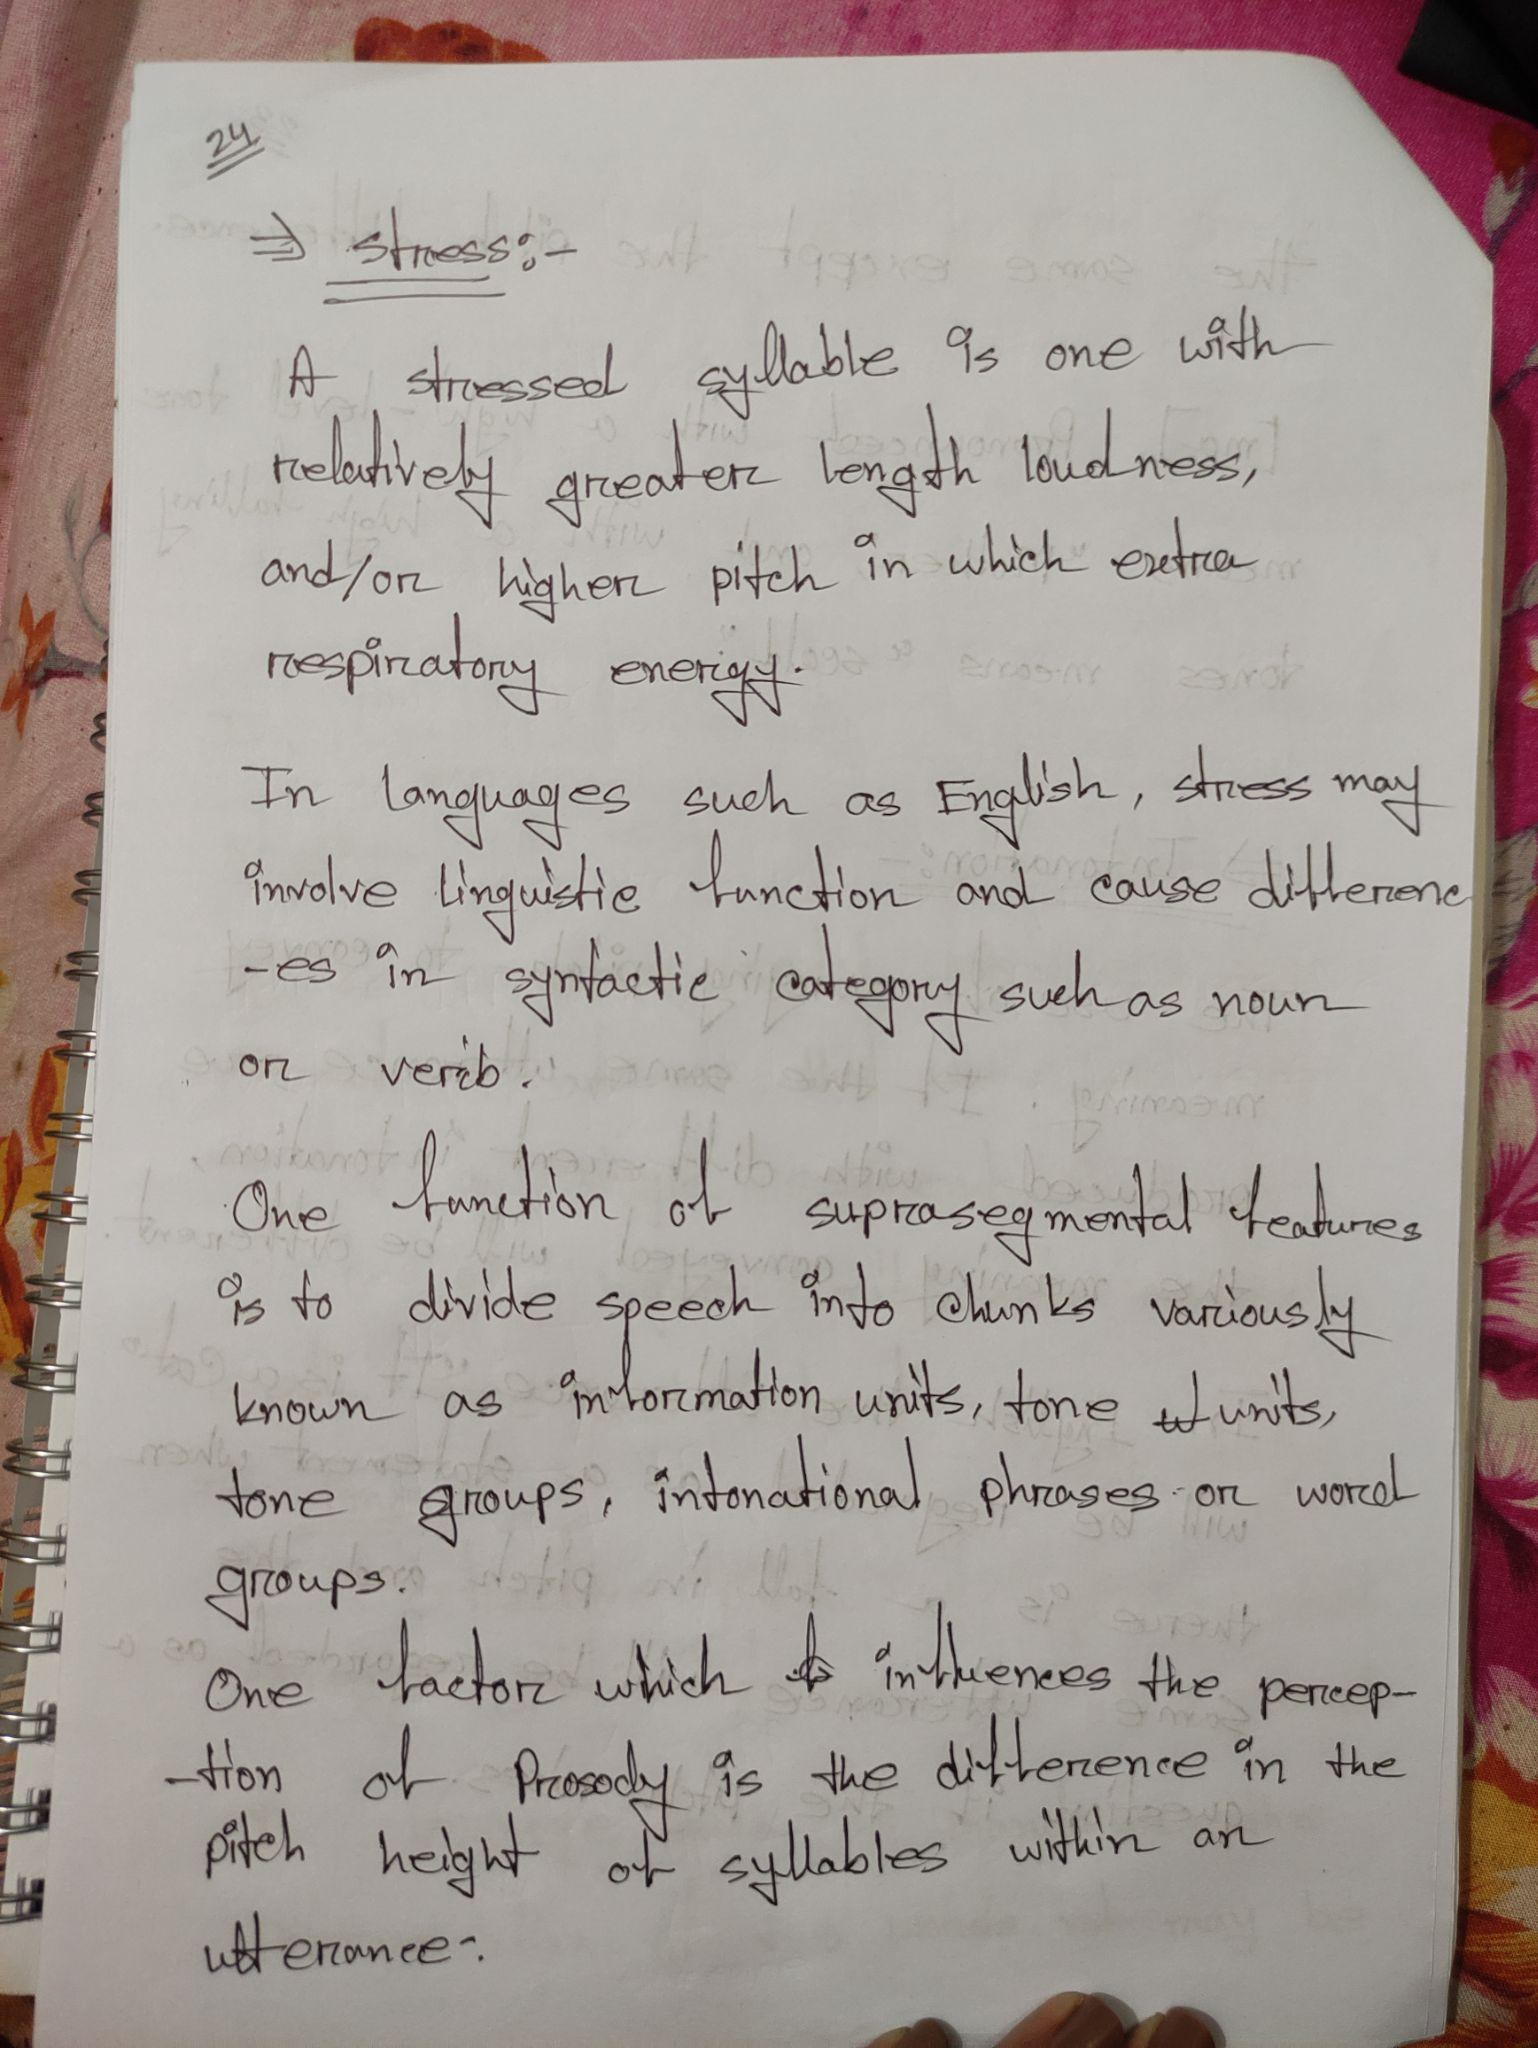 24
⇒ stress:-
A stressed syllable is one with
relatively greater length loudness,
and/or higher pitch in which extra
respiratory energy.
In languages such as English, stress may
involve linguistic function and cause differenc
-es in syntactic category such as noun
or verb.
One function of suprasegmental features
is to divide speech into chunks variously
known as information units, tone units,
tone groups, intonational phrases or word
groups.
One factor which influences the percep-
-tion of Prosody is the difference in the
pitch height of syllables within an
utterance.